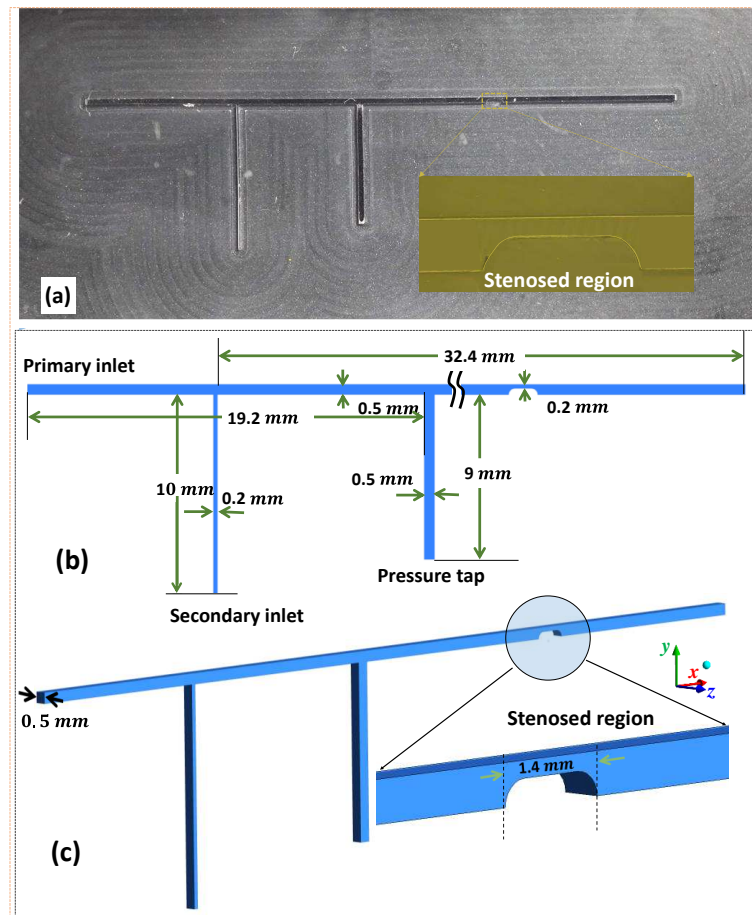 Stenosed region
(a)
32.4 mm
Primary inlet
0.5 mm
0.2 mm
19.2 mm
10 mm
0.2 mm
0.5 mm
9 mm
(b)
Pressure tap
Secondary inlet
y
x
z
0.5 mm
Stenosed region
1.4 mm
(c)